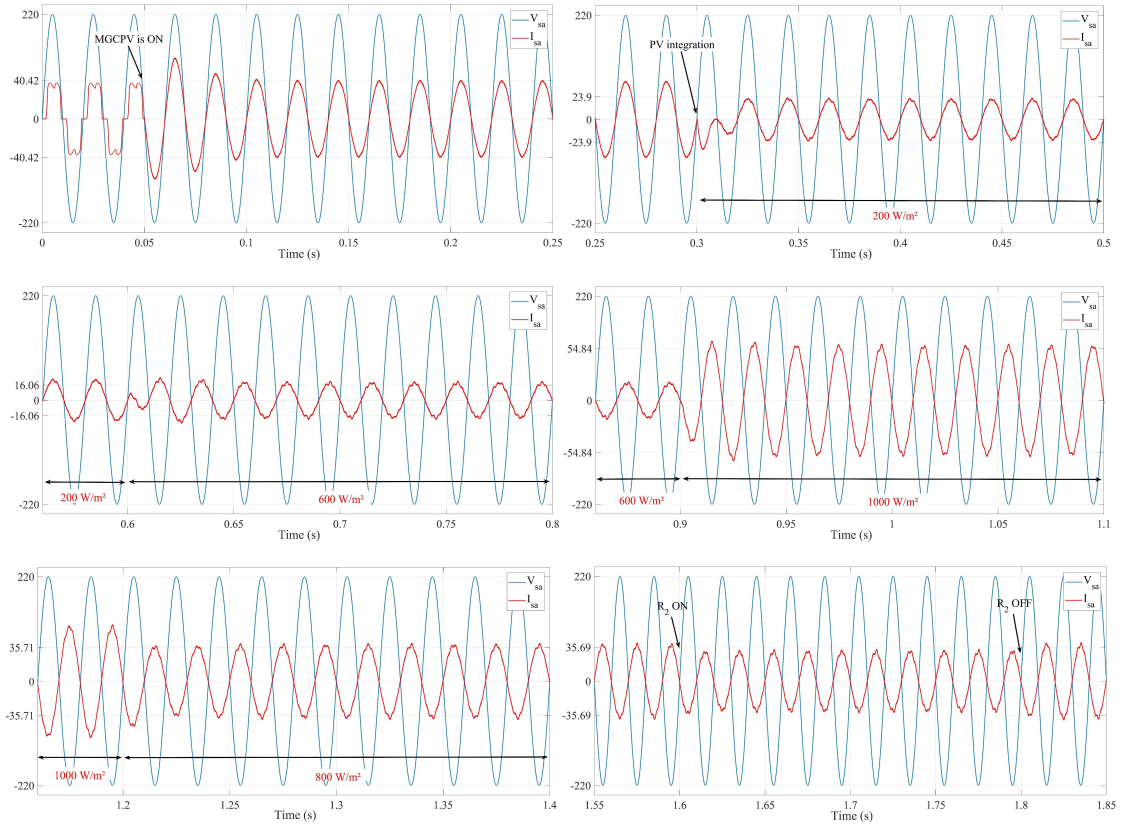 220
40.42
0
-40.42
-220
MGCPV is ON
V_sa
I_sa
0 0.05 0.1 0.15 0.2 0.25
Time (s)
220
23.9
0
-23.9
-220
PV integration
V_sa
I_sa
200 W/m²
0.25 0.3 0.35 0.4 0.45 0.5
Time (s)
220
16.06
0
-16.06
-220
V_sa
I_sa
200 W/m² 600 W/m²
0.6 0.65 0.7 0.75 0.8
Time (s)
220
54.84
0
-54.84
-220
V_sa
I_sa
600 W/m² 1000 W/m²
0.9 0.95 1 1.05 1.1
Time (s)
220
35.71
0
-35.71
-220
V_sa
I_sa
1000 W/m² 800 W/m²
1.2 1.3 1.3 1.35 1.4
Time (s)
220
35.69
0
-35.69
-220
R_2 ON
R_2 OFF
V_sa
I_sa
1.55 1.6 1.65 1.7 1.75 1.8 1.85
Time (s)